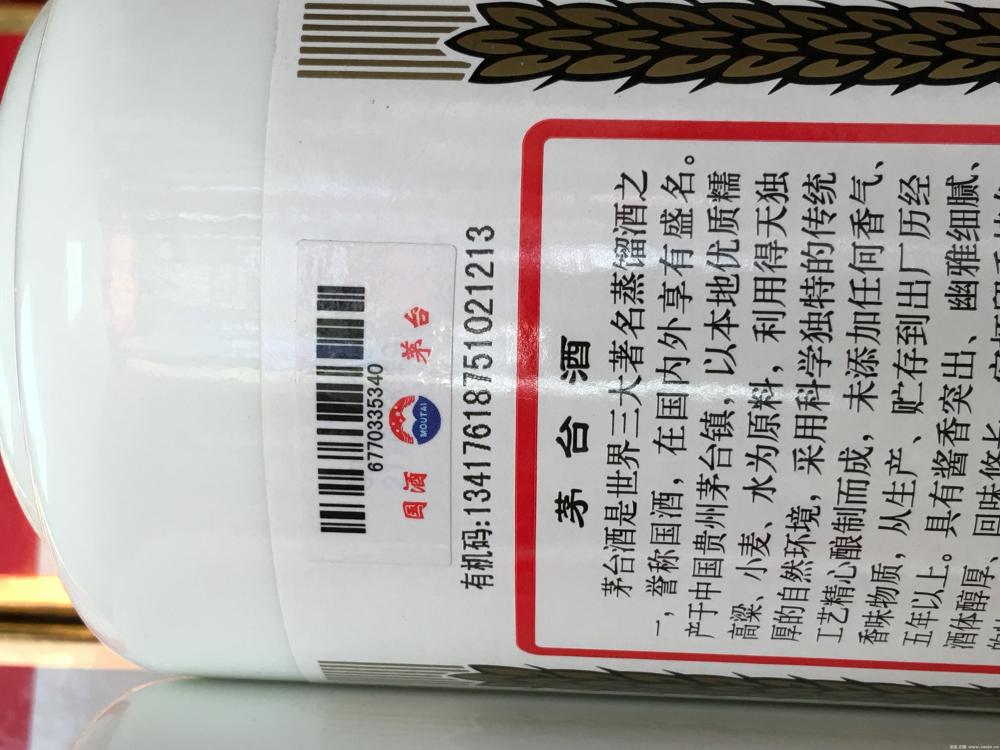 6770335340
国酒 MOUTAI 茅台
有机码:134176187510221213
茅台酒
茅台酒是世界三大著名蒸馏酒之
一，誉称国酒，在国内外享有盛名。
产于中国贵州茅台镇，以本地优质糯
高粱、小麦、水为原料，利用得天独
厚的自然环境，采用科学独特的传统
工艺精心酿制而成，未添加任何香气、
香味物质，从生产、贮存到出厂历经
五年以上。具有酱香突出、幽雅细腻、
酒体醇厚、回味悠长、